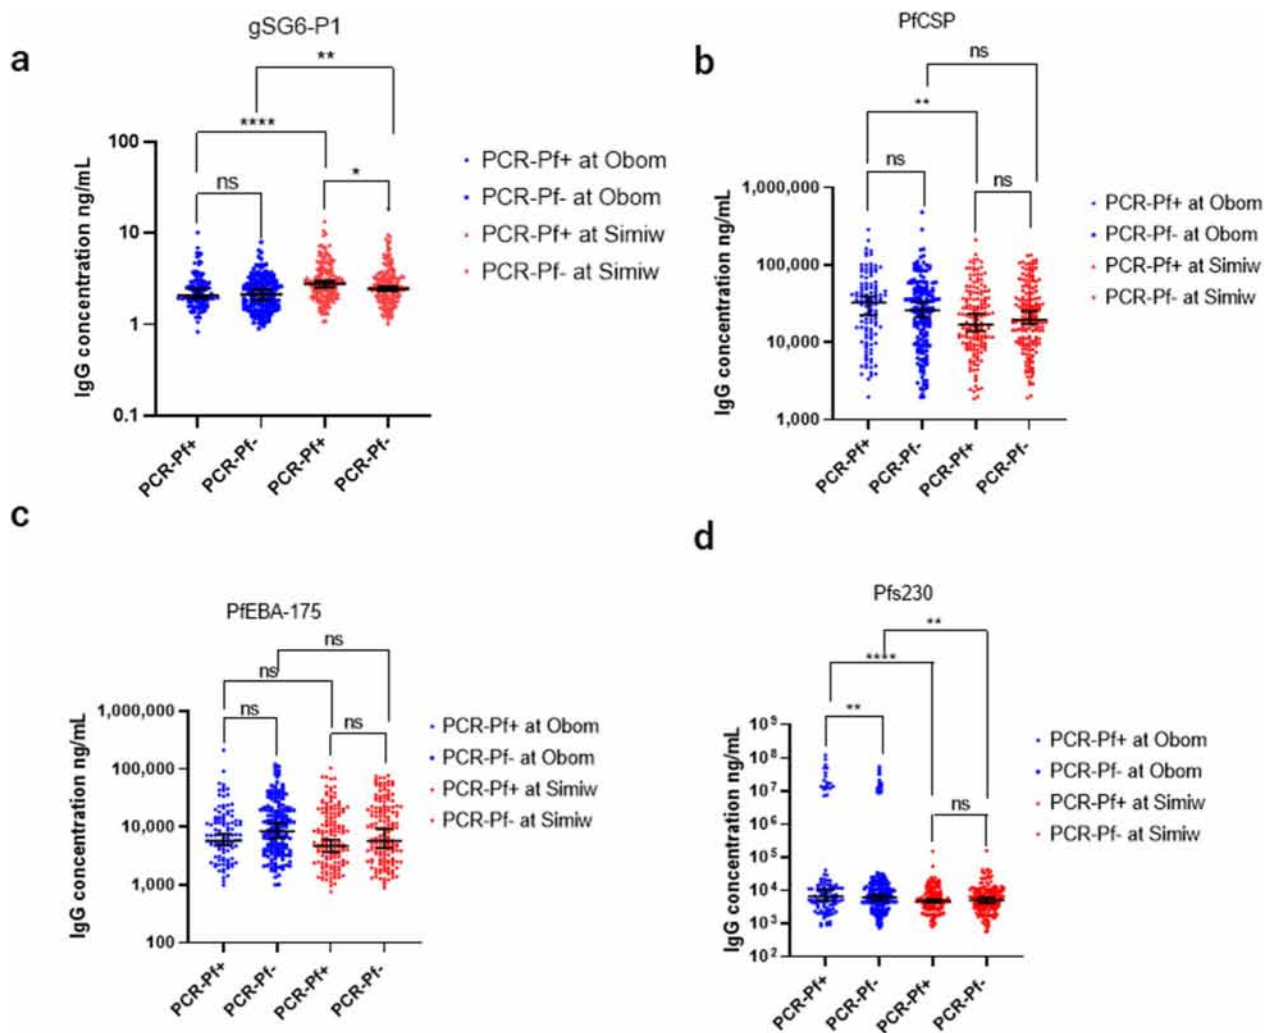 a
gSG6-P1
**
****
ns
*
IgG concentration ng/mL
100
10
1
0.1
PCR-Pf+
PCR-Pf-
PCR-Pf+
PCR-Pf-
PCR-Pf+ at Obom
PCR-Pf- at Obom
PCR-Pf+ at Simiw
PCR-Pf- at Simiw
b
PfCSP
ns
**
ns
ns
IgG concentration ng/mL
1,000,000
100,000
10,000
1,000
PCR-Pf+
PCR-Pf-
PCR-Pf+
PCR-Pf-
PCR-Pf+ at Obom
PCR-Pf- at Obom
PCR-Pf+ at Simiw
PCR-Pf- at Simiw
c
PfEBA-175
ns
ns
ns
ns
IgG concentration ng/mL
1,000,000
100,000
10,000
1,000
100
PCR-Pf+
PCR-Pf-
PCR-Pf+
PCR-Pf-
PCR-Pf+ at Obom
PCR-Pf- at Obom
PCR-Pf+ at Simiw
PCR-Pf- at Simiw
d
Pfs230
**
****
**
ns
IgG concentration ng/mL
10⁹
10⁸
10⁷
10⁶
10⁵
10⁴
10³
10²
PCR-Pf+
PCR-Pf-
PCR-Pf+
PCR-Pf-
PCR-Pf+ at Obom
PCR-Pf- at Obom
PCR-Pf+ at Simiw
PCR-Pf- at Simiw